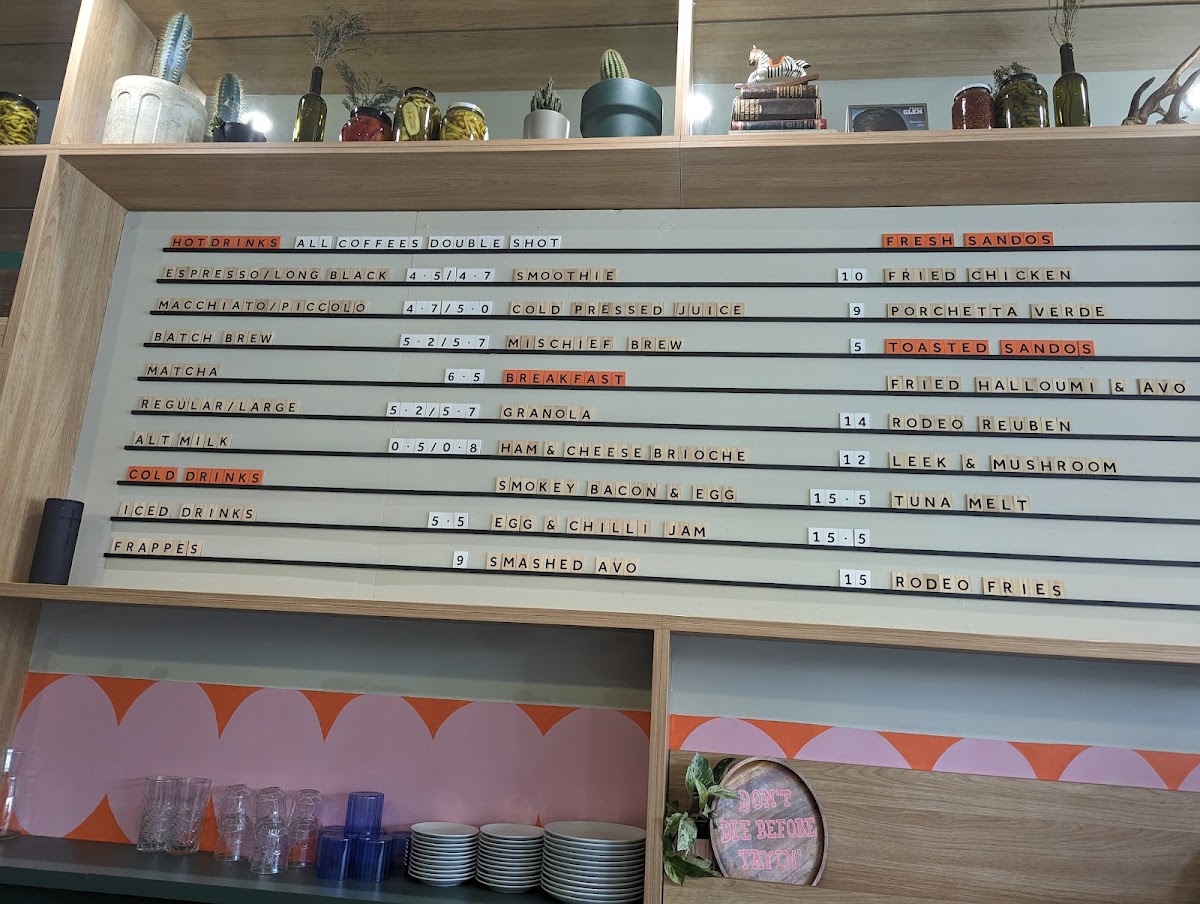 GLEN
HOT DRINKS ALL COFFEES DOUBLE SHOT
ESPRESSO/LONG BLACK 4.5/4.7
MACCHIATO/PICCOLO 4.7/5.0
BATCH BREW 5.2/5.7
MATCHA 6.5
REGULAR/LARGE 5.2/5.7
ALT MILK 0.5/0.8
COLD DRINKS
ICED DRINKS 5.5
FRAPPES 9
SMOOTHIE 10
COLD PRESSED JUICE 9
MISCHIEF BREW 5
BREAKFAST
GRANOLA 14
HAM & CHEESE BRIOCHE 12
SMOKEY BACON & EGG 15.5
EGG & CHILLI JAM 15.5
SMASHED AVO 15
FRESH SANDOS
FRIED CHICKEN
PORCHETTA VERDE
TOASTED SANDOS
FRIED HALLOUMI & AVO
RODEO REUBEN
LEEK & MUSHROOM
TUNA MELT
RODEO FRIES
DON'T
DEE BEFORE
TRYIN'